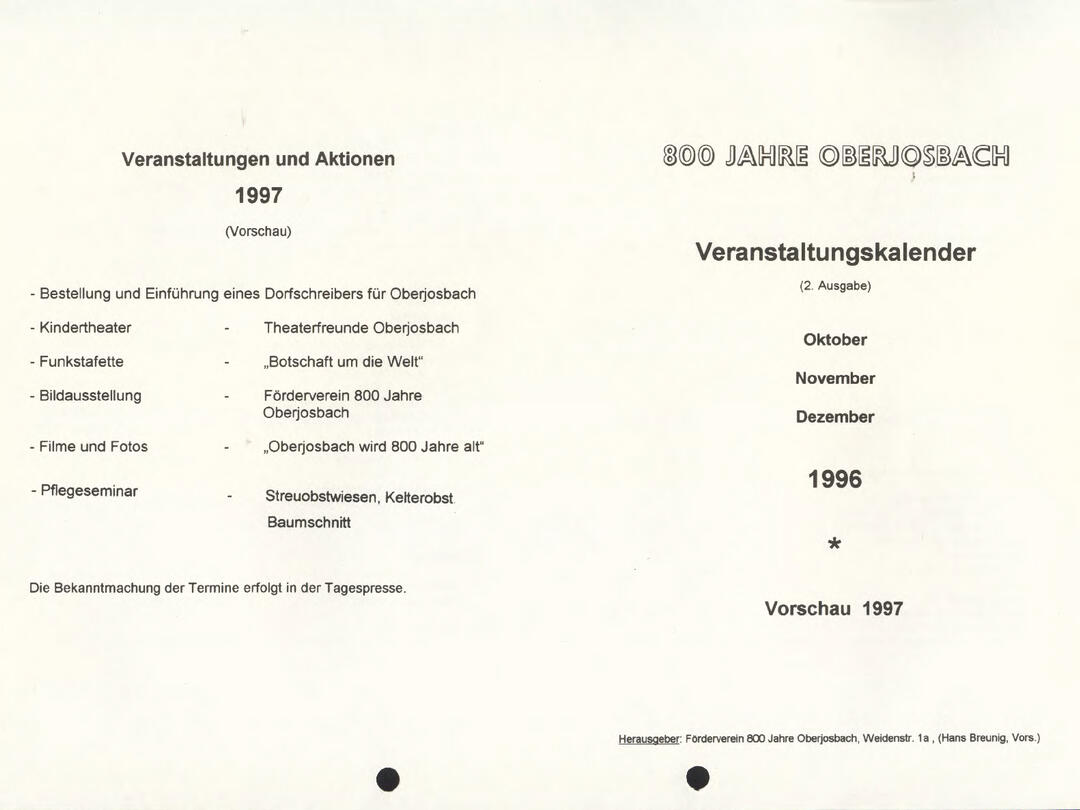 Veranstaltungen und Aktionen
1997
(Vorschau)
- Bestellung und Einführung eines Dorfschreibers für Oberjosbach
- Kindertheater - Theaterfreunde Oberjosbach
- Funkstafette - „Botschaft um die Welt“
- Bildausstellung - Förderverein 800 Jahre
Oberjosbach
- Filme und Fotos - „Oberjosbach wird 800 Jahre alt“
- Pflegeseminar - Streuobstwiesen, Kelterobst
Baumschnitt
Die Bekanntmachung der Termine erfolgt in der Tagespresse.
800 JAHRE OBERJOSBACH
Veranstaltungskalender
(2. Ausgabe)
Oktober
November
Dezember
1996
*
Vorschau 1997
Herausgeber: Förderverein 800 Jahre Oberjosbach, Weidenstr. 1a , (Hans Breunig, Vors.)